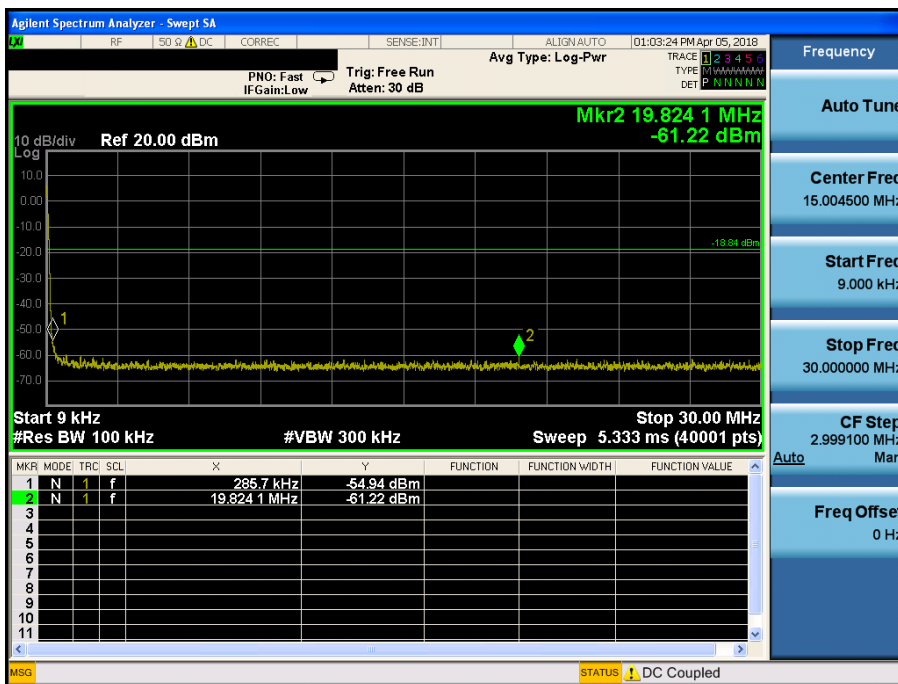 Agilent Spectrum Analyzer - Swept SA
LXI RF 50 Ω DC CORREC SENSE:INT ALIGN AUTO 01:03:24 PM Apr 05, 2018
Frequency
PNO: Fast
IFGain:Low
Trig: Free Run
Atten: 30 dB
Avg Type: Log-Pwr
TRACE 1 2 3 4 5 6
TYPE M
DET P N N N N N
Auto Tune
Mkr2 19.824 1 MHz
-61.22 dBm
10 dB/div Ref 20.00 dBm
Log
10.0
0.00
-10.0
-20.0
-30.0
-40.0
-50.0
-60.0
-70.0
-18.84 dBm
1
2
Center Freq
15.004500 MHz
Start Freq
9.000 kHz
Stop Freq
30.000000 MHz
Start 9 kHz Stop 30.00 MHz
#Res BW 100 kHz #VBW 300 kHz Sweep 5.333 ms (40001 pts)
CF Step
2.999100 MHz
Auto Man
MKR MODE TRC SCL X Y FUNCTION FUNCTION WIDTH FUNCTION VALUE
1 N 1 f 285.7 kHz -54.94 dBm
2 N 1 f 19.824 1 MHz -61.22 dBm
3
4
5
6
7
8
9
10
11
Freq Offset
0 Hz
MSG STATUS DC Coupled